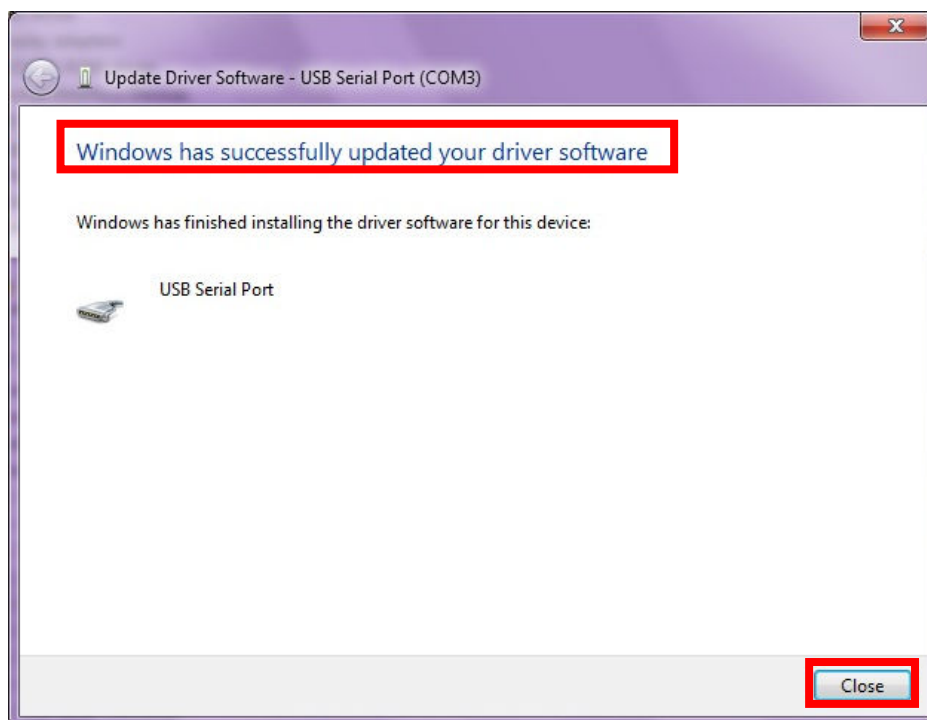 Update Driver Software - USB Serial Port (COM3)
Windows has successfully updated your driver software
Windows has finished installing the driver software for this device:
USB Serial Port
Close